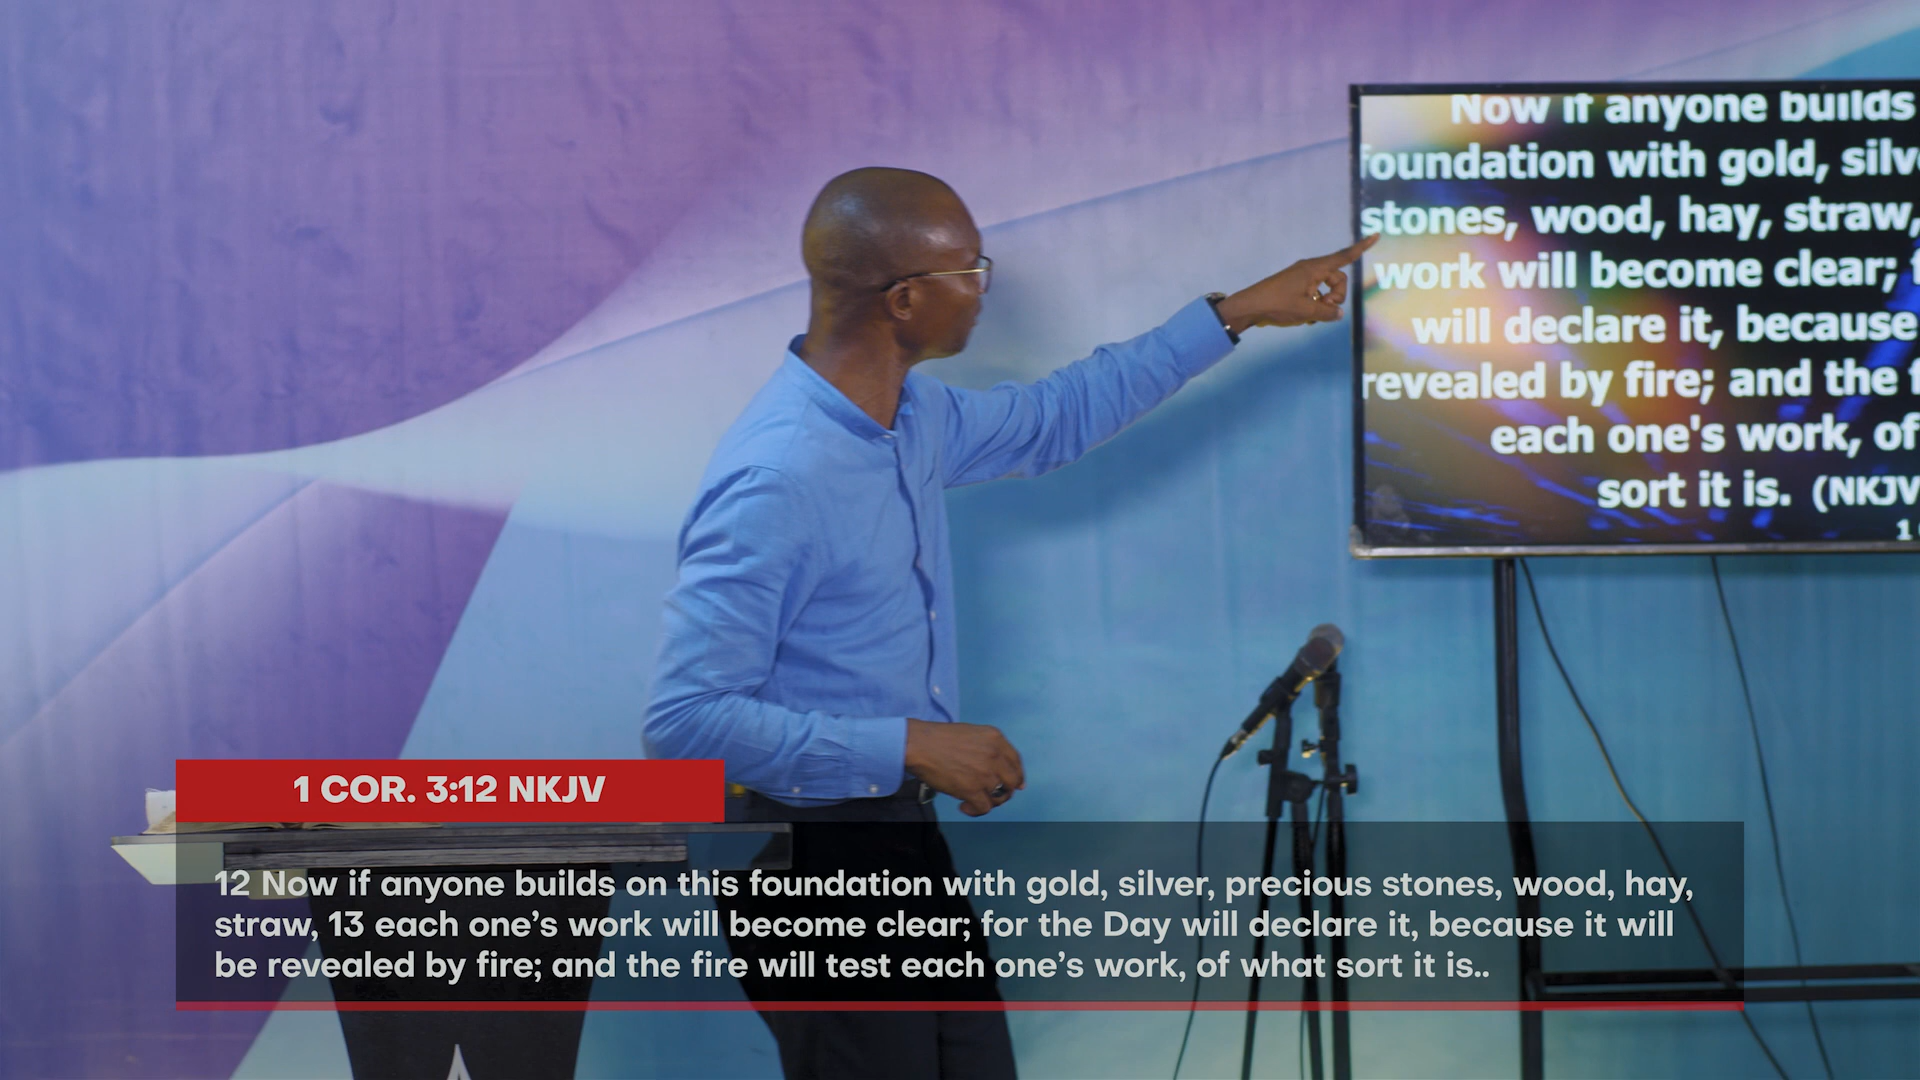 Now if anyone builds
foundation with gold,
stones, wood, hay, straw,
work will become clear;
will declare it, because
revealed by fire; and the
each one's work, of
sort it is. (NKJV
1 COR. 3:12 NKJV
12 Now if anyone builds on this foundation with gold, silver, precious stones, wood, hay,
straw, 13 each one’s work will become clear; for the Day will declare it, because it will
be revealed by fire; and the fire will test each one’s work, of what sort it is..